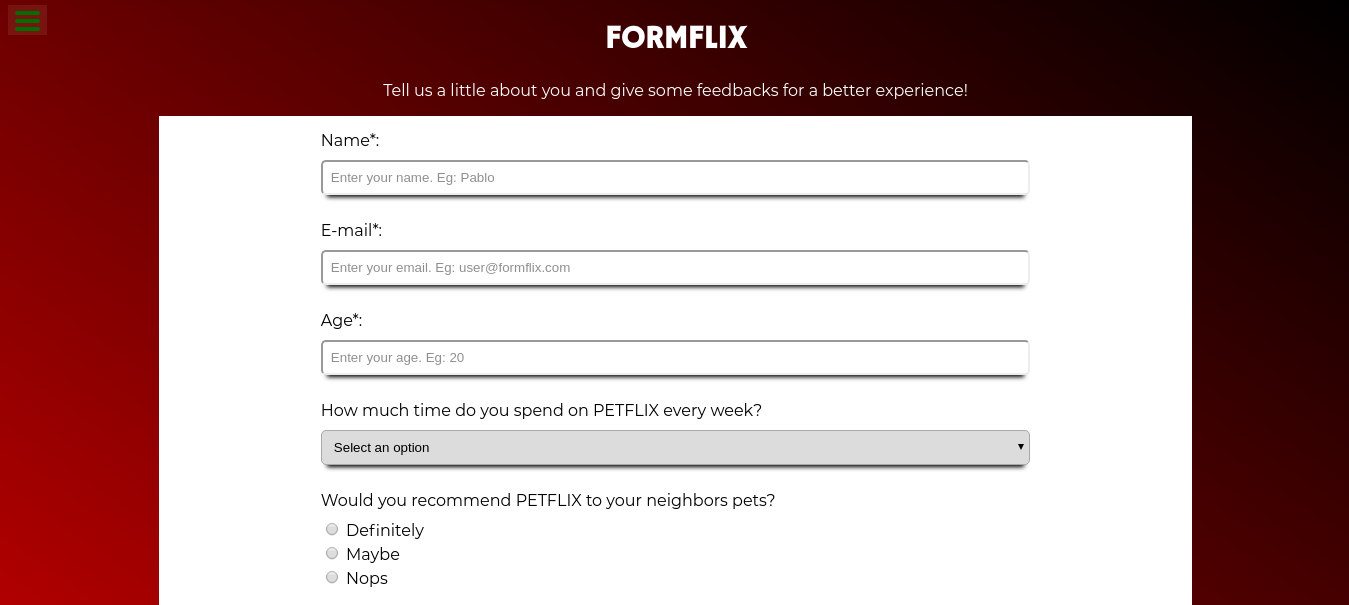 FORMFLIX
Tell us a little about you and give some feedbacks for a better experience!
Name*:
Enter your name. Eg: Pablo
E-mail*:
Enter your email. Eg: user@formflix.com
Age*:
Enter your age. Eg: 20
How much time do you spend on PETFLIX every week?
Select an option
Would you recommend PETFLIX to your neighbors pets?
Definitely
Maybe
Nops